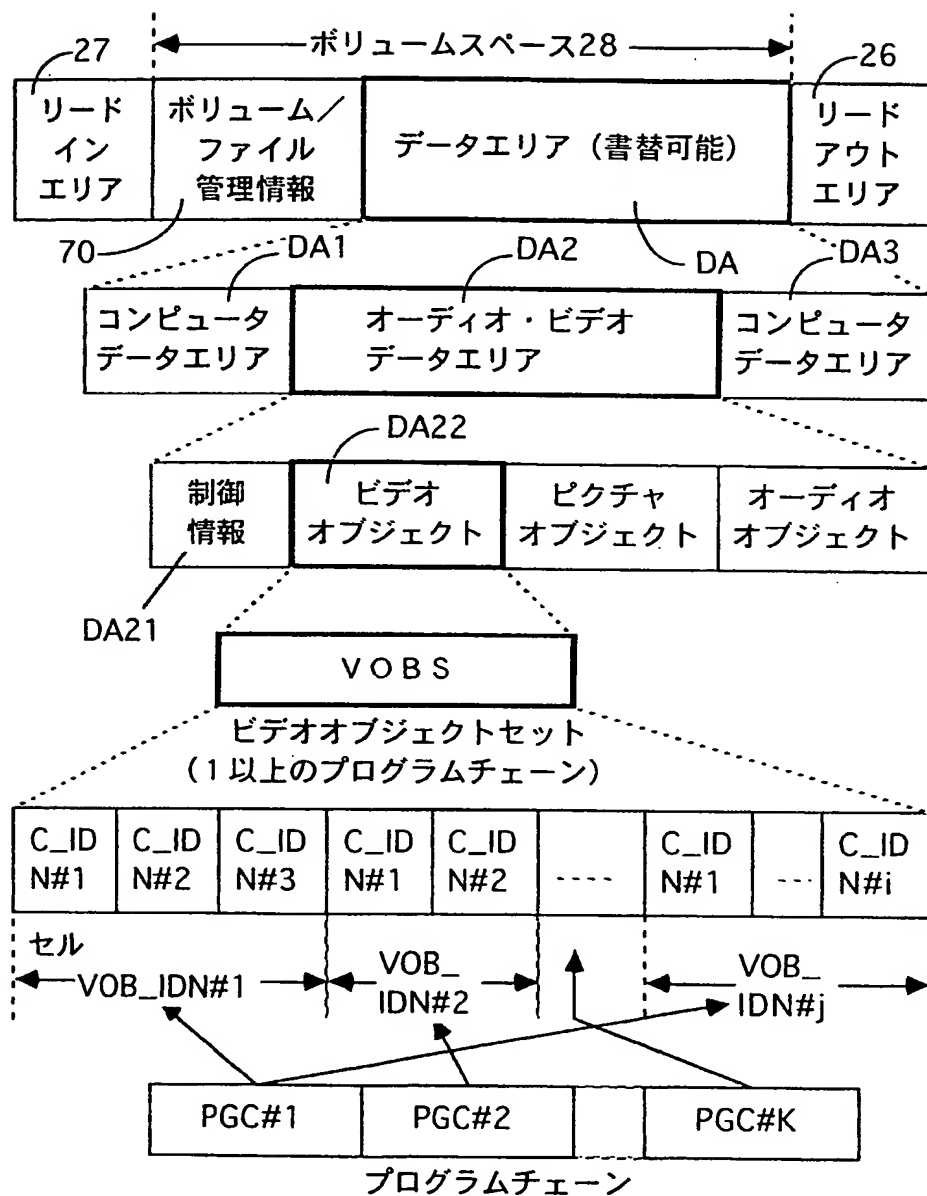 ボリュームスペース28
27
26
リード
イン
エリア
ボリューム／
ファイル
管理情報
データエリア（書替可能）
リード
アウト
エリア
70
DA1
DA2
DA
DA3
コンピュータ
データエリア
オーディオ・ビデオ
データエリア
コンピュータ
データエリア
DA22
制御
情報
ビデオ
オブジェクト
ピクチャ
オブジェクト
オーディオ
オブジェクト
DA21
ＶＯＢＳ
ビデオオブジェクトセット
（1以上のプログラムチェーン）
C_ID
N#1
C_ID
N#2
C_ID
N#3
C_ID
N#1
C_ID
N#2
C_ID
N#1
C_ID
N#i
セル
VOB_IDN#1
VOB_
IDN#2
VOB_
IDN#j
PGC#1
PGC#2
PGC#K
プログラムチェーン